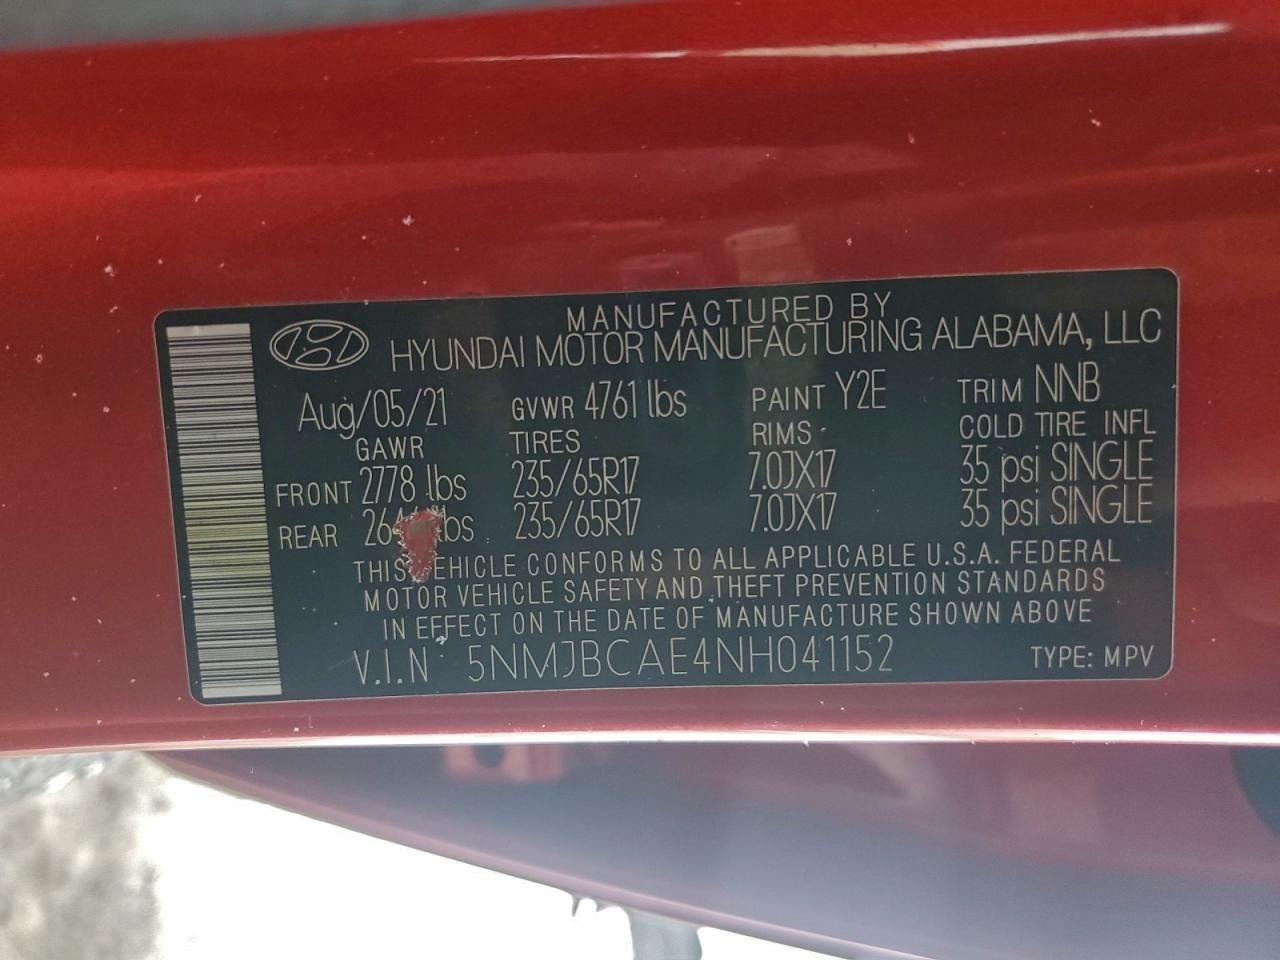 MANUFACTURED BY
HYUNDAI MOTOR MANUFACTURING ALABAMA, LLC
Aug/05/21 GVWR 4761 lbs PAINT Y2E TRIM NNB
GAWR TIRES RIMS COLD TIRE INFL
FRONT 2778 lbs 235/65R17 7.0JX17 35 psi SINGLE
REAR lbs 235/65R17 7.0JX17 35 psi SINGLE
THIS VEHICLE CONFORMS TO ALL APPLICABLE U.S.A. FEDERAL
MOTOR VEHICLE SAFETY AND THEFT PREVENTION STANDARDS
IN EFFECT ON THE DATE OF MANUFACTURE SHOWN ABOVE
V.I.N 5NMJBCAE4NH041152 TYPE: MPV